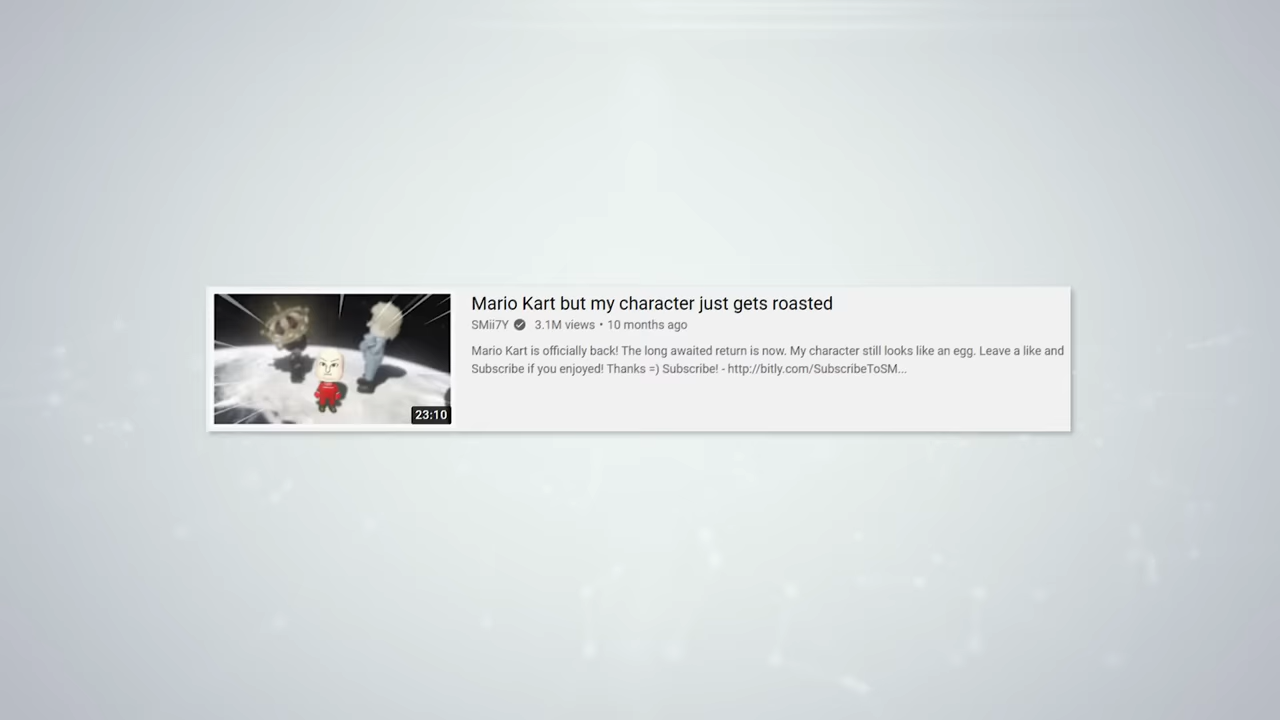 Mario Kart but my character just gets roasted
SMii7Y 3.1M views • 10 months ago
Mario Kart is officially back! The long awaited return is now. My character still looks like an egg. Leave a like and
Subscribe if you enjoyed! Thanks =) Subscribe! - http://bitly.com/SubscribeToSM...
23:10